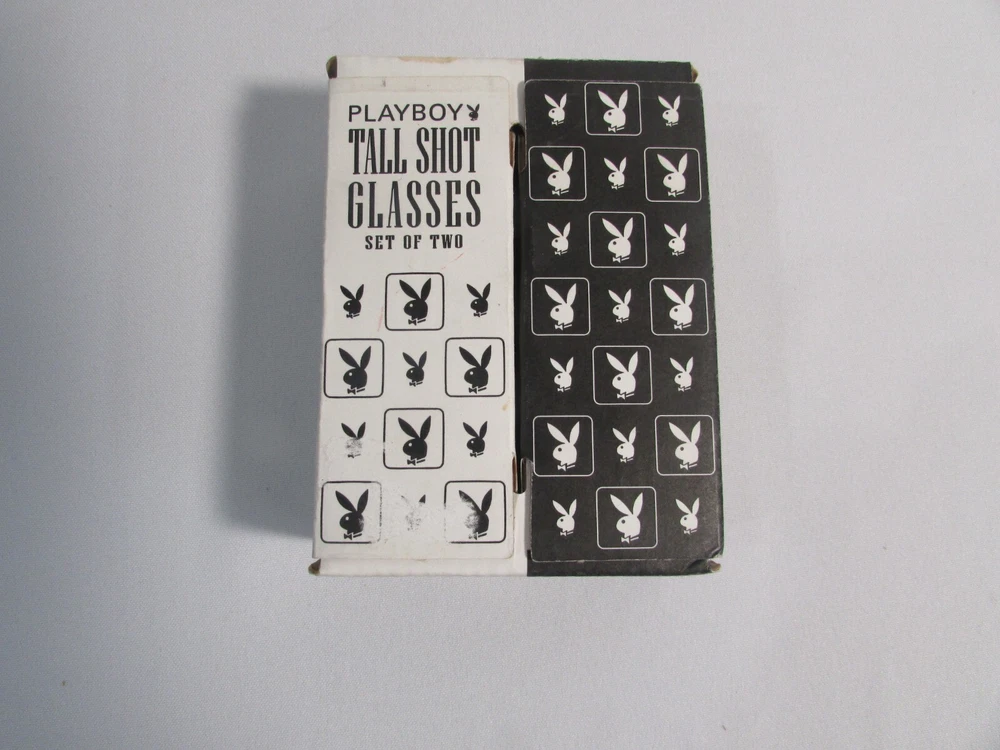 PLAYBOY
TALL SHOT
GLASSES
SET OF TWO